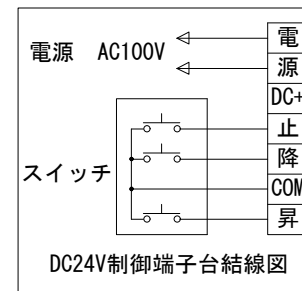 電源 AC100V
電
源
DC+
止
降
COM
昇
スイッチ
DC24V制御端子台結線図